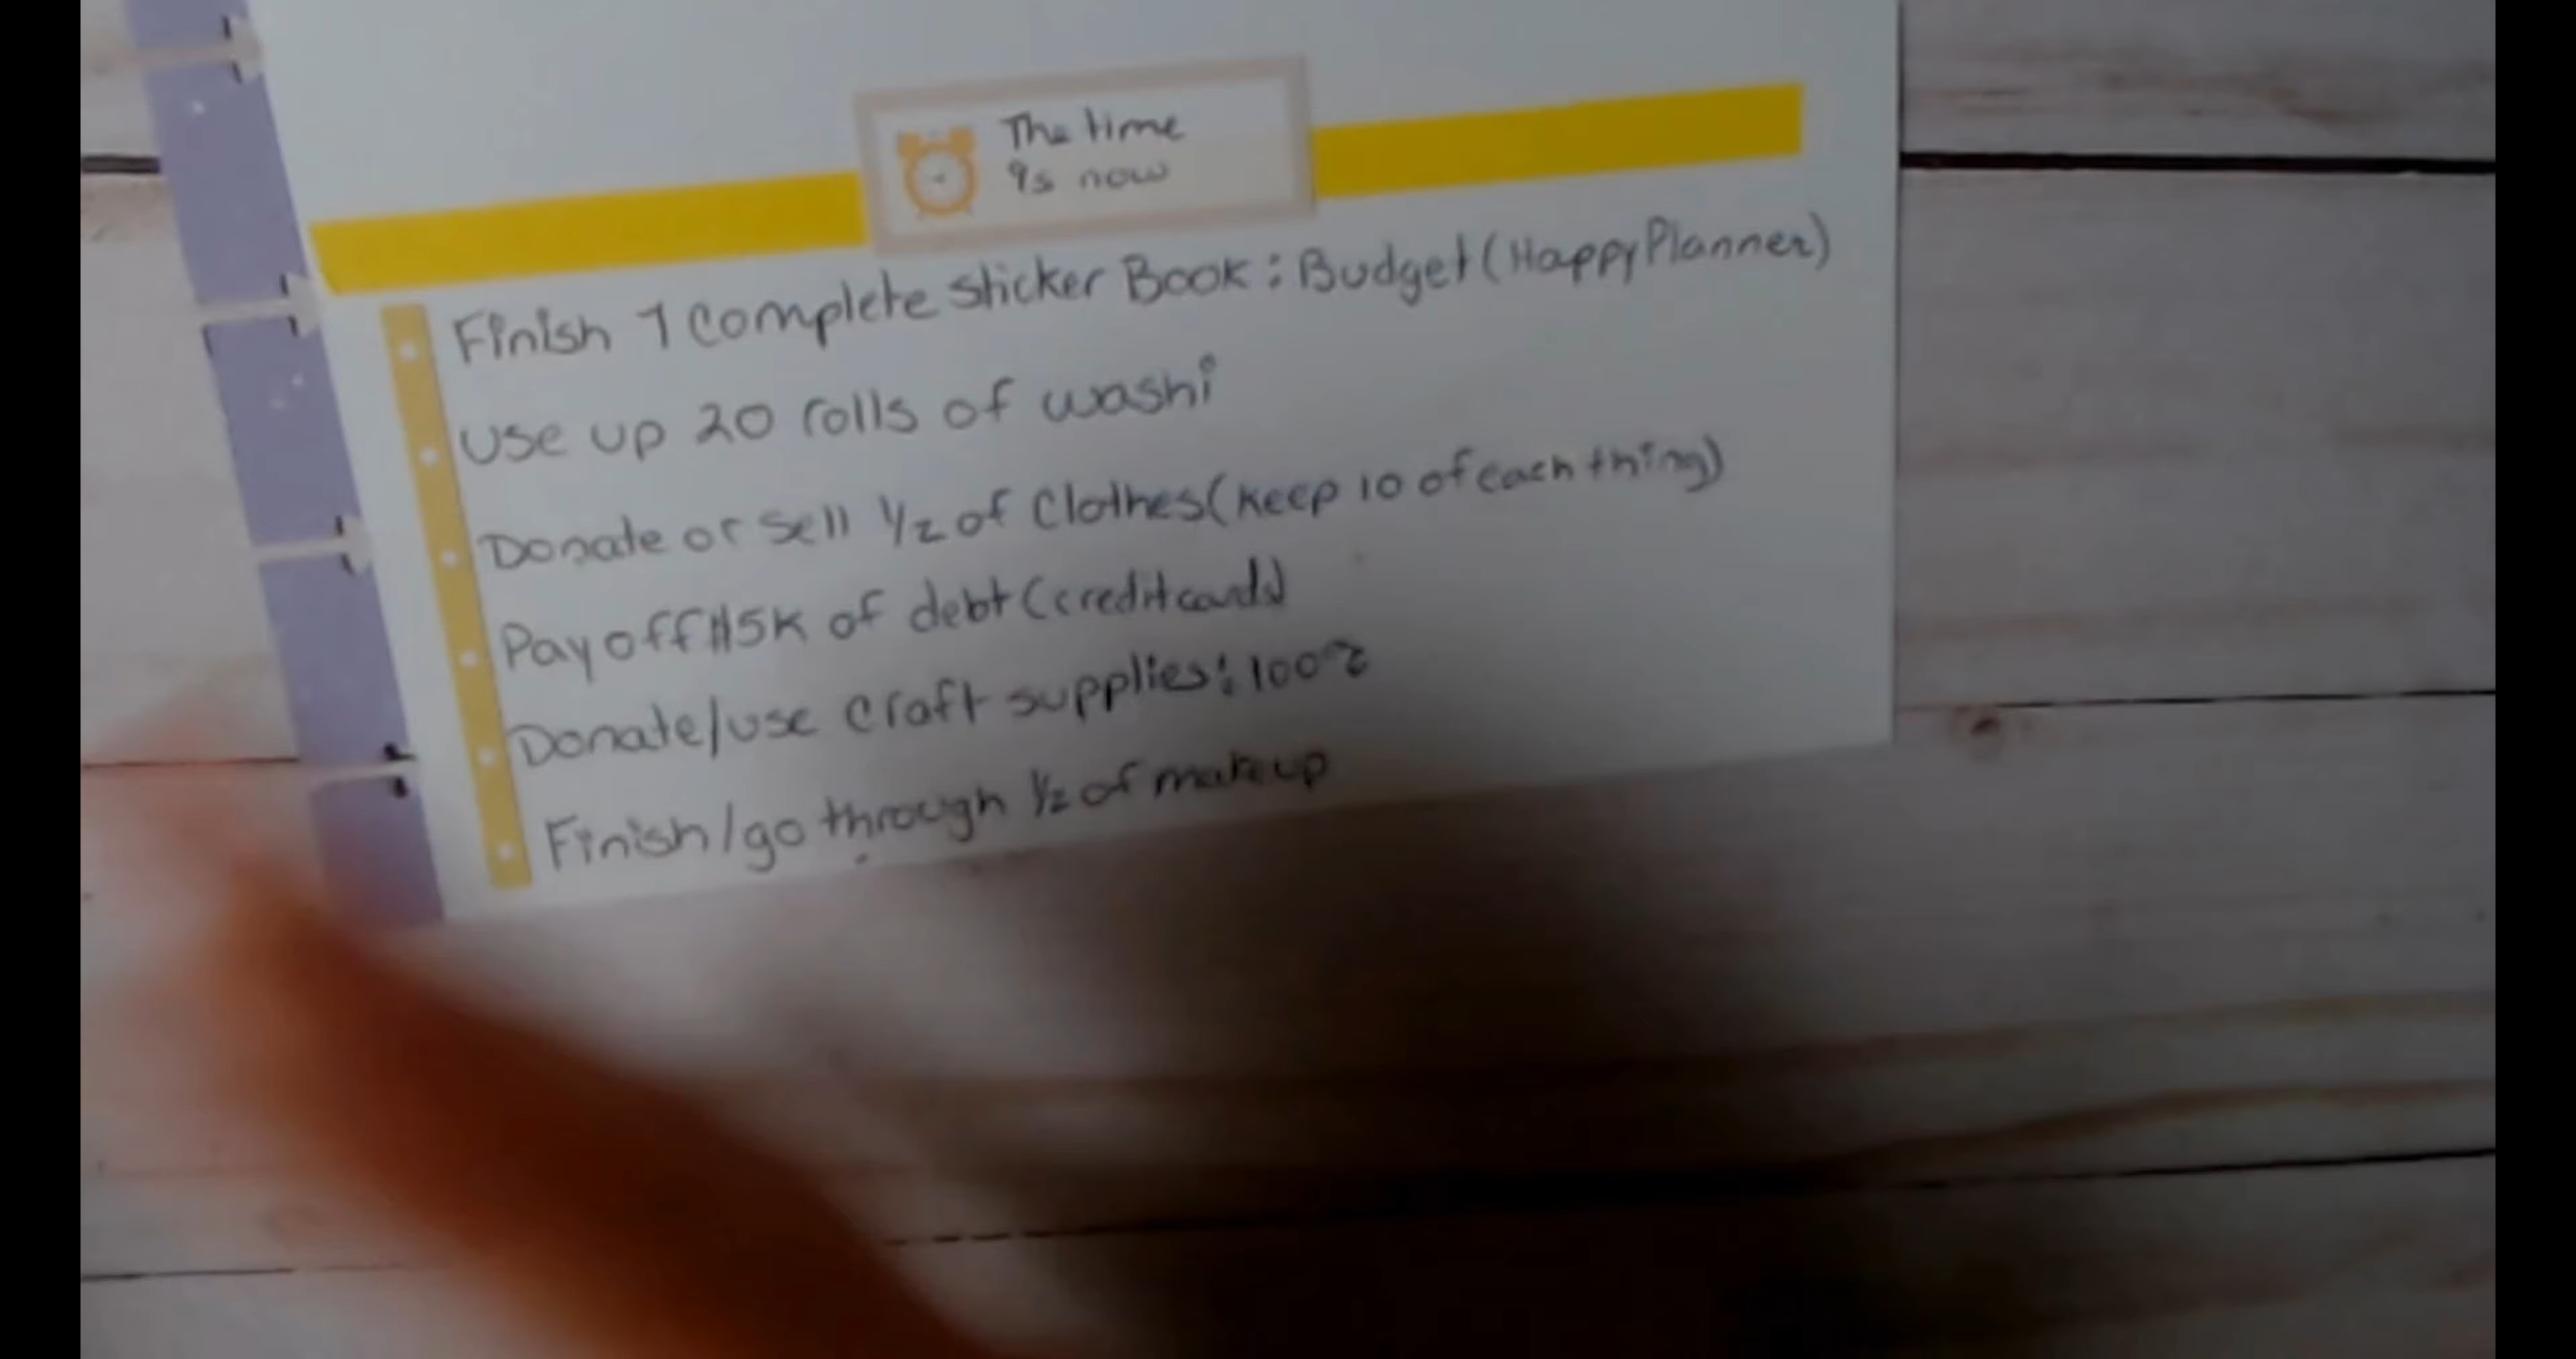 The time
is now
Finish 1 Complete Sticker Book: Budget (Happy Planner)
Use up 20 rolls of washi
Donate or Sell 1/2 of Clothes (keep 10 of each thing)
Pay off $15K of debt (credit cards)
Donate/use Craft supplies: 100%
Finish/go through 1/2 of makeup